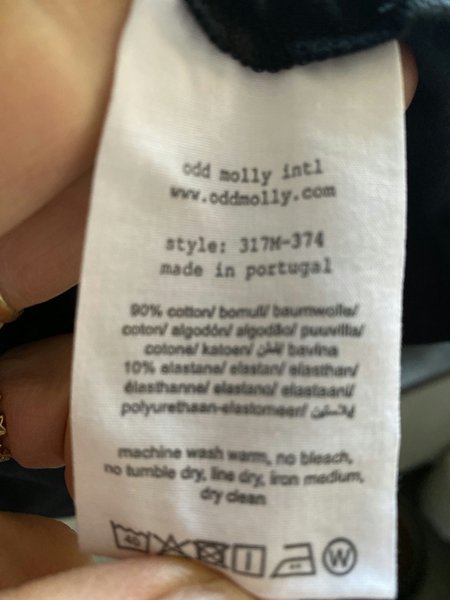 odd molly intl
www.oddmolly.com
style: 317M-374
made in portugal
90% cotton/ bomull/ baumwolle/
coton/ algodón/ algodão/ puuvilla/
cotone/ katoen/ قطن/ bavlna
10% elastane/ elastan/ elasthan/
élasthanne/ elastano/ elastaani/
polyurethaan-elastomeer/
machine wash warm, no bleach,
no tumble dry, line dry, iron medium,
dry clean
40 W